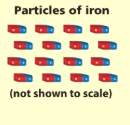 Particles of iron
(not shown to scale)